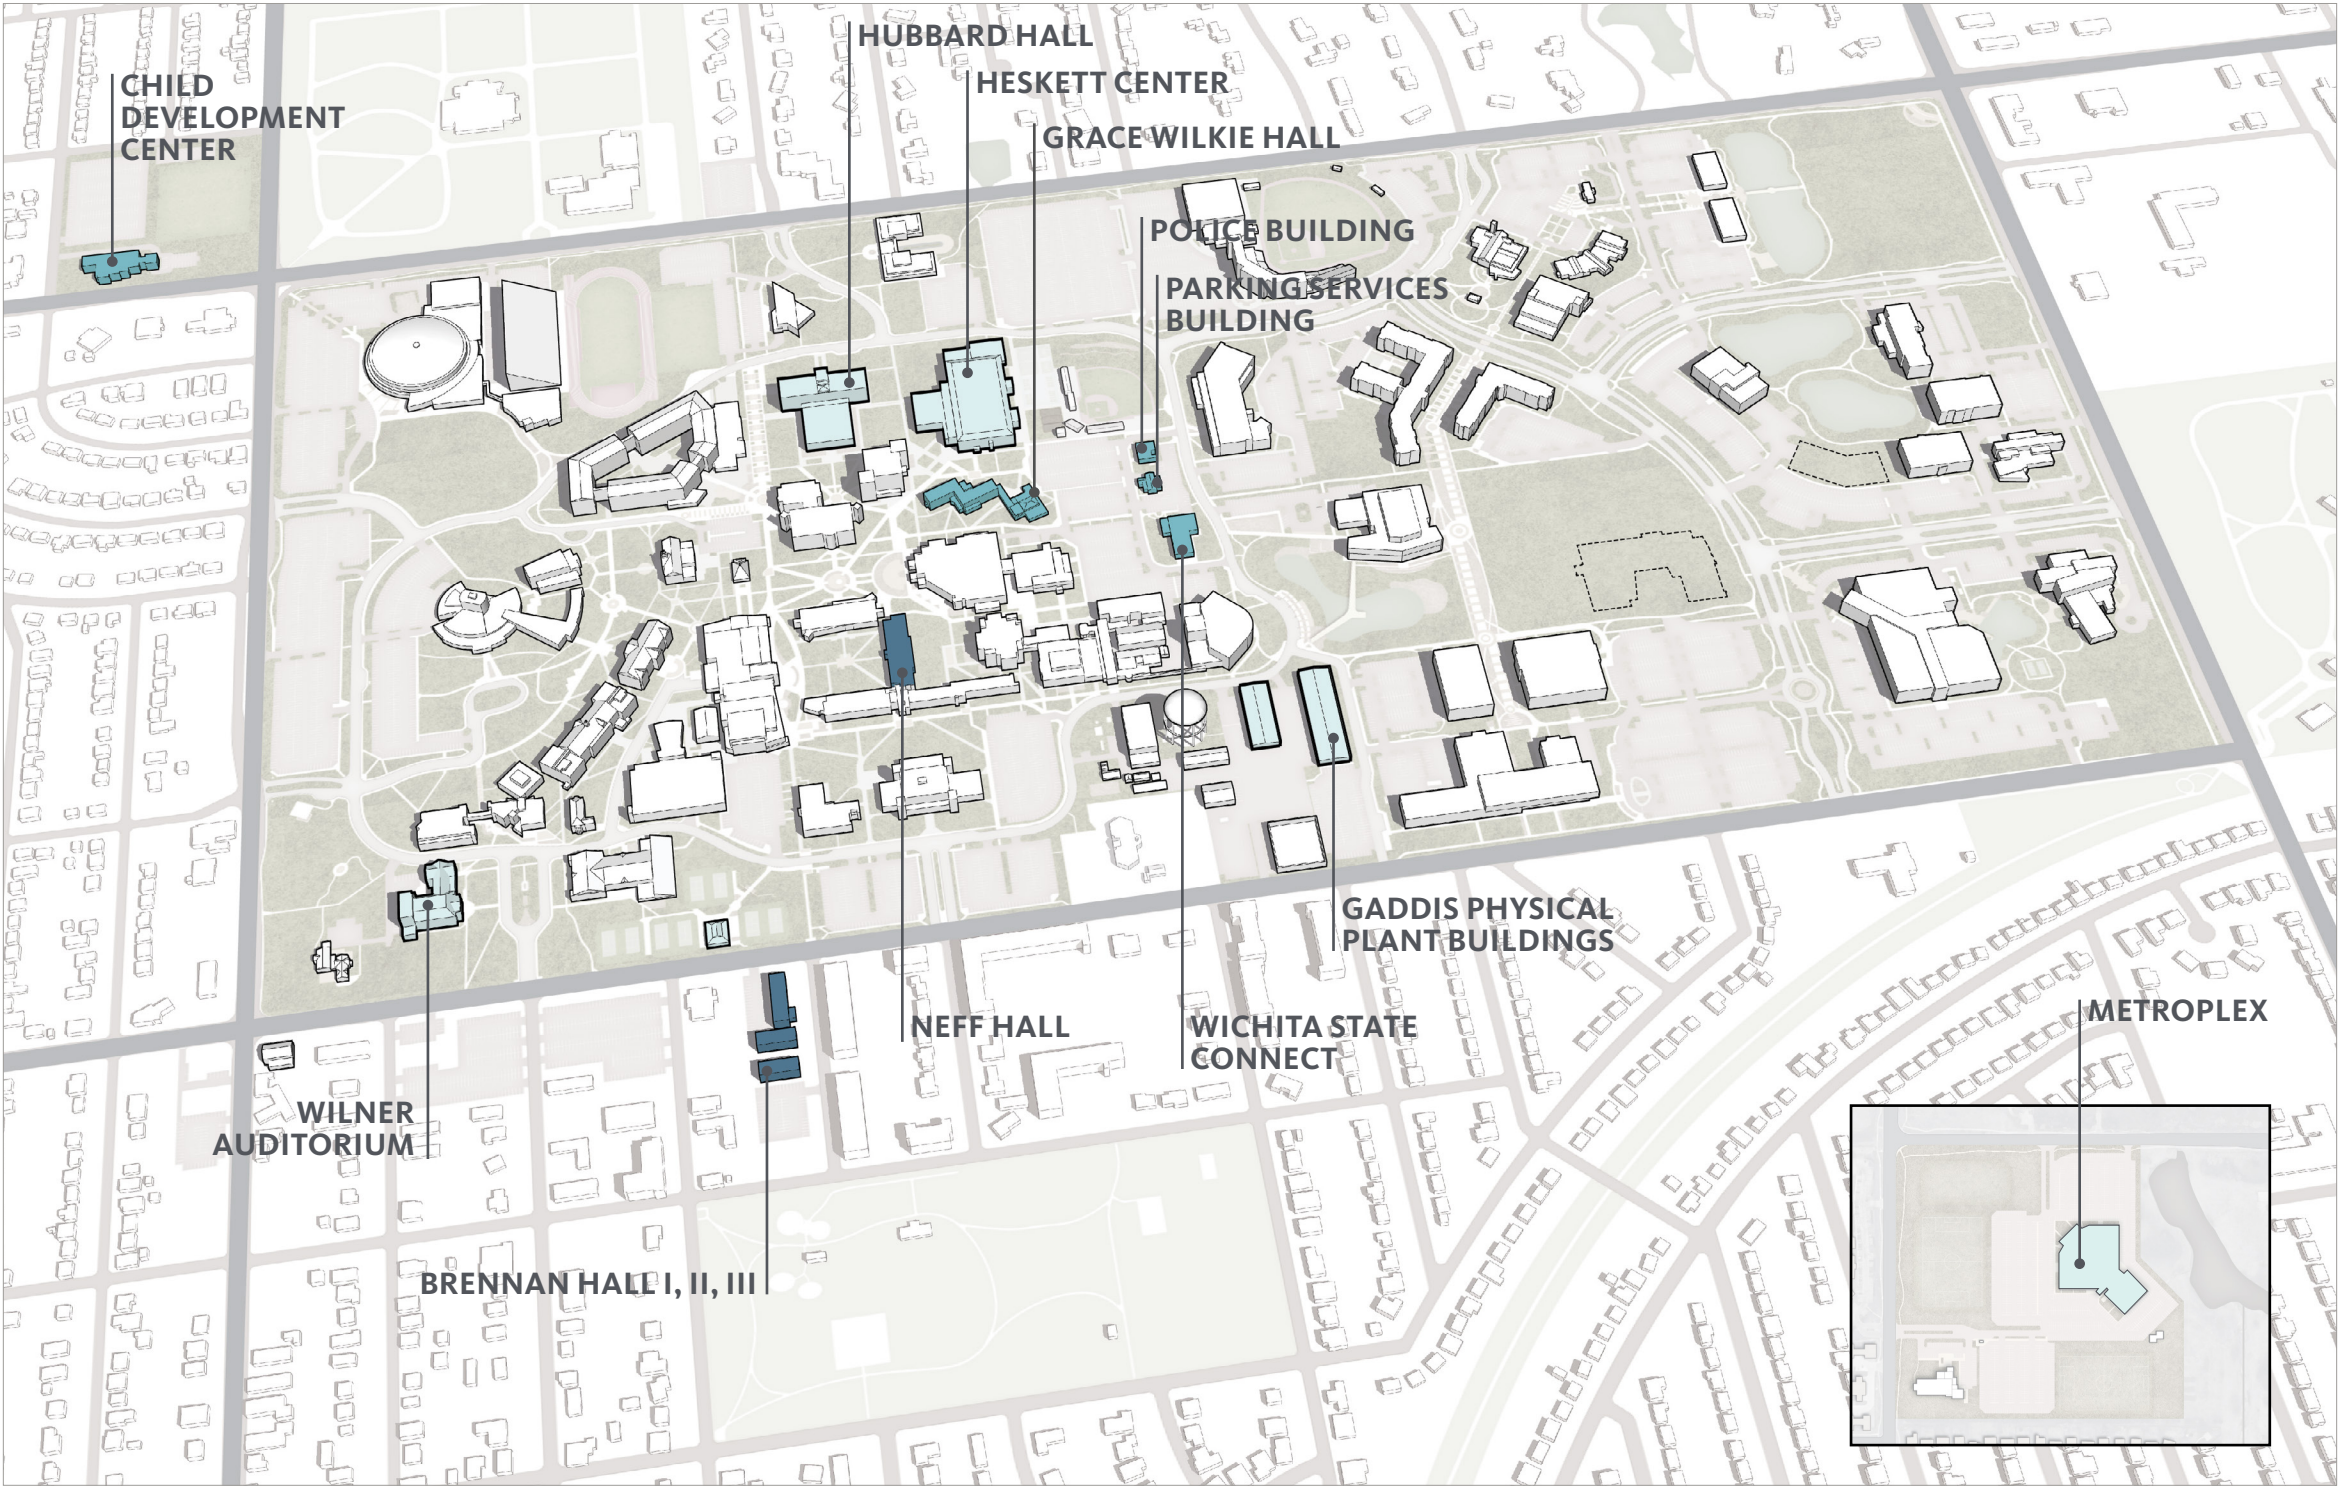 HUBBARD HALL
HESKETT CENTER
CHILD
DEVELOPMENT
CENTER
GRACE WILKIE HALL
POLICE BUILDING
PARKING SERVICES
BUILDING
GADDIS PHYSICAL
PLANT BUILDINGS
METROPLEX
NEFF HALL
WICHITA STATE
CONNECT
WILNER
AUDITORIUM
BRENNAN HALL I, II, III